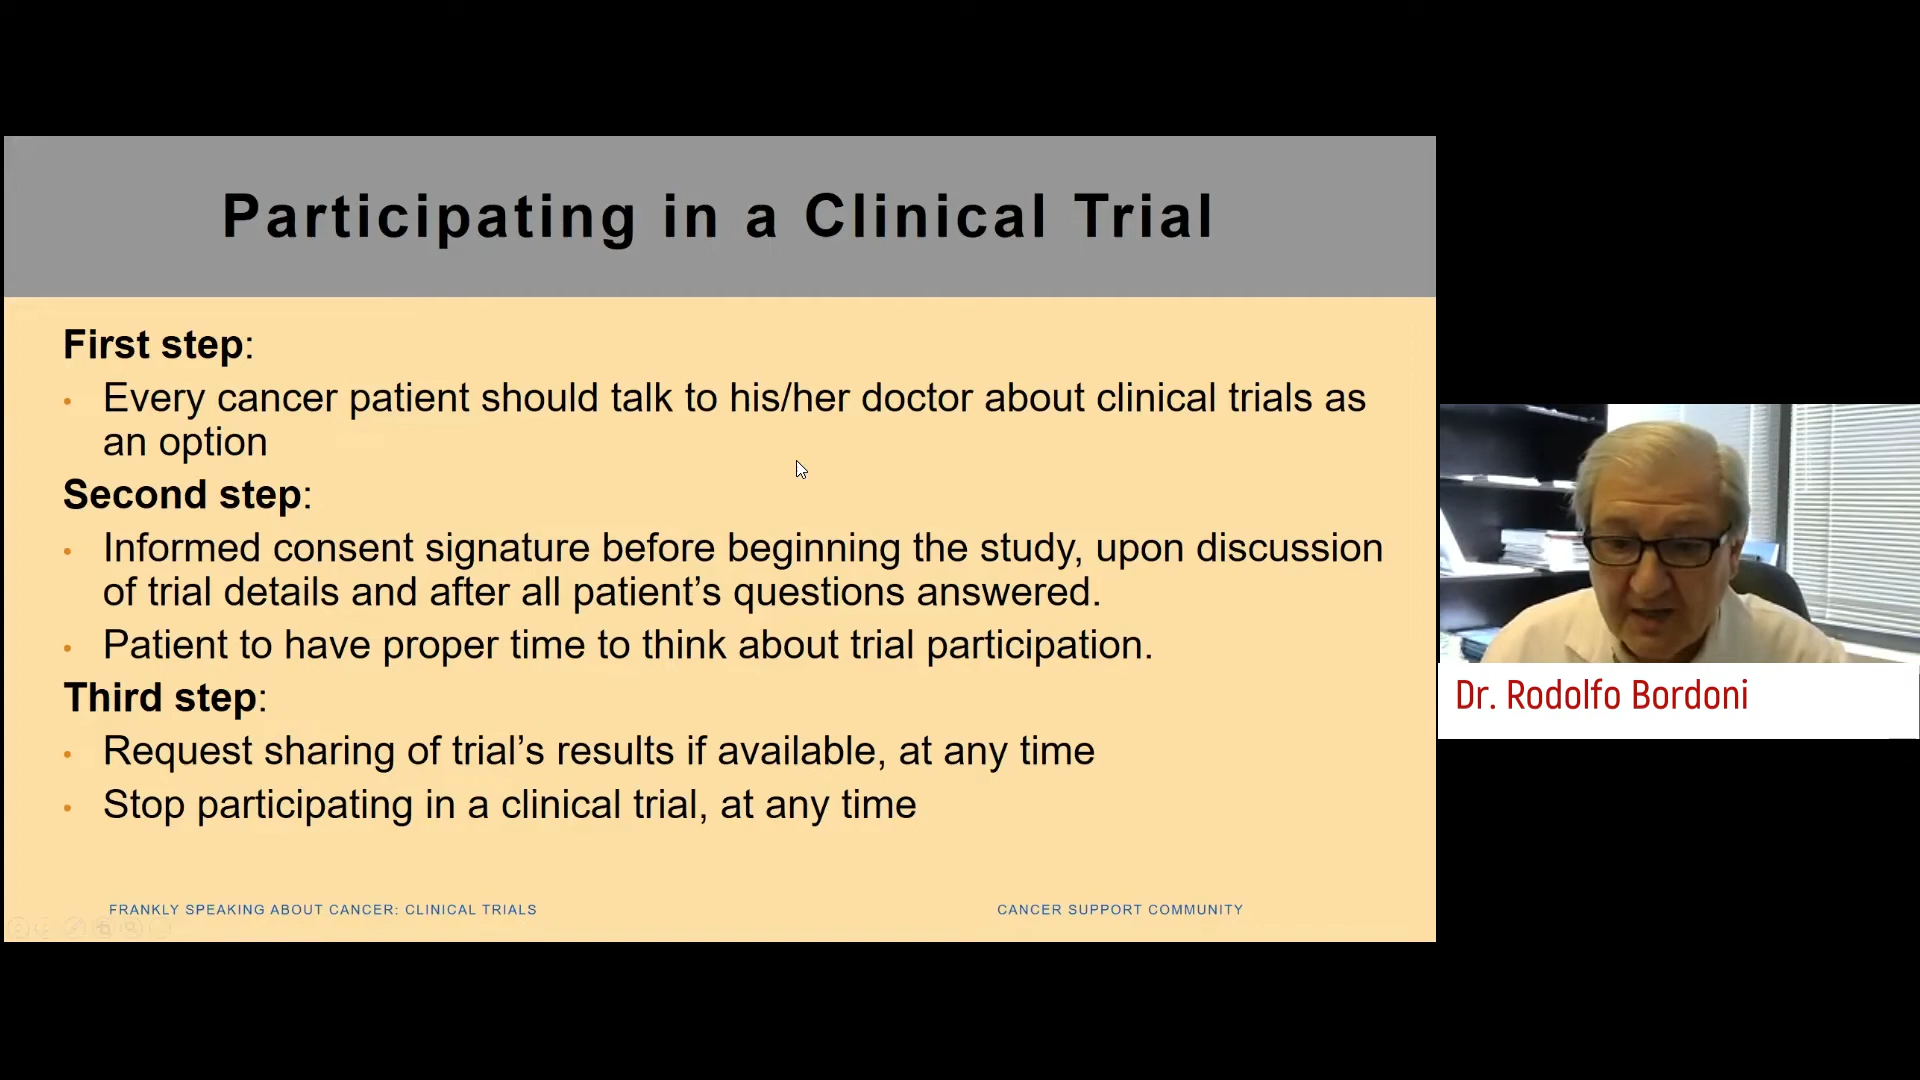 Participating in a Clinical Trial
First step:
• Every cancer patient should talk to his/her doctor about clinical trials as
an option
Second step:
• Informed consent signature before beginning the study, upon discussion
of trial details and after all patient’s questions answered.
• Patient to have proper time to think about trial participation.
Third step:
• Request sharing of trial’s results if available, at any time
• Stop participating in a clinical trial, at any time
FRANKLY SPEAKING ABOUT CANCER: CLINICAL TRIALS
CANCER SUPPORT COMMUNITY
Dr. Rodolfo Bordoni